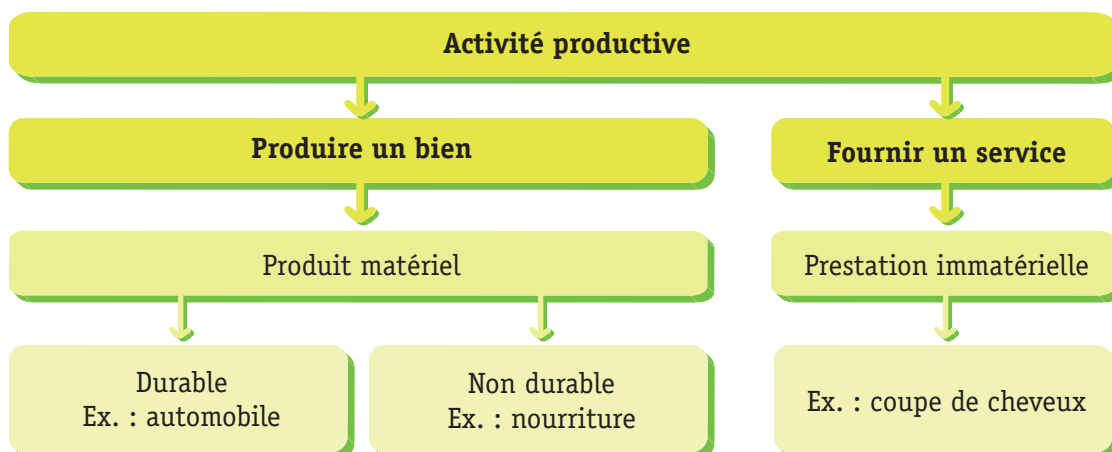 Activité productive
Produire un bien
Fournir un service
Produit matériel
Prestation immatérielle
Durable
Ex. : automobile
Non durable
Ex. : nourriture
Ex. : coupe de cheveux